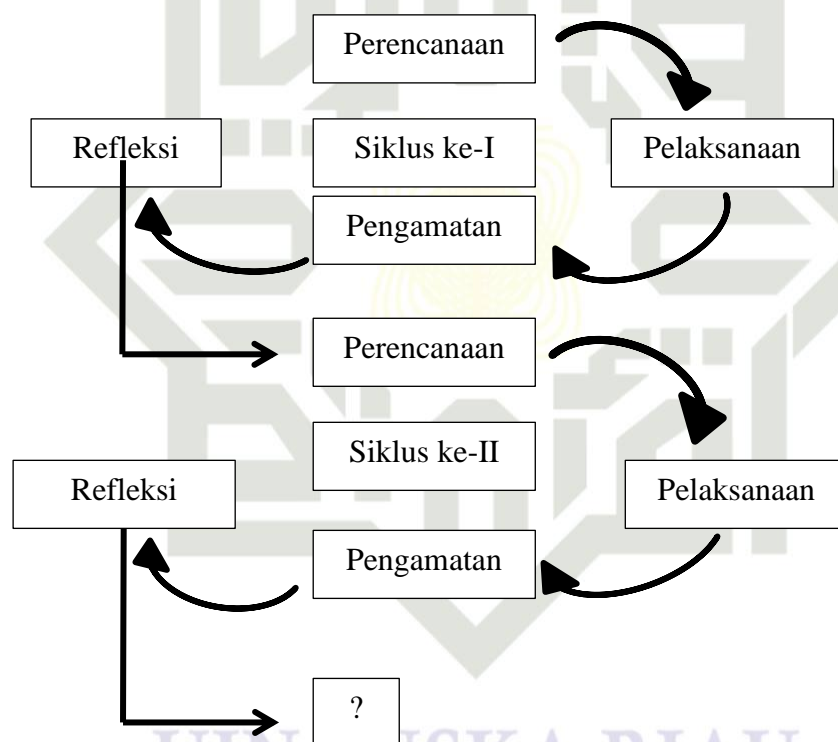 Perencanaan
Refleksi
Siklus ke-I
Pelaksanaan
Pengamatan
Perencanaan
Siklus ke-II
Refleksi
Pelaksanaan
Pengamatan
?